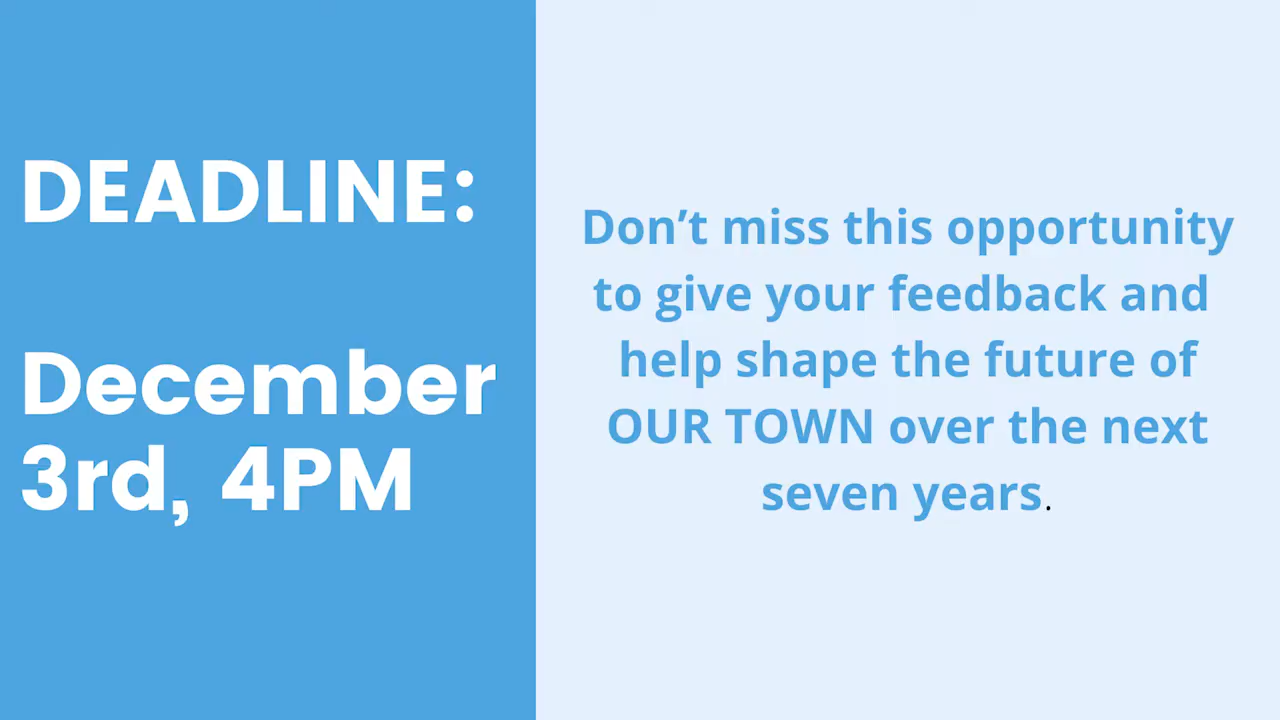 DEADLINE:
December
3rd, 4PM
Don’t miss this opportunity
to give your feedback and
help shape the future of
OUR TOWN over the next
seven years.